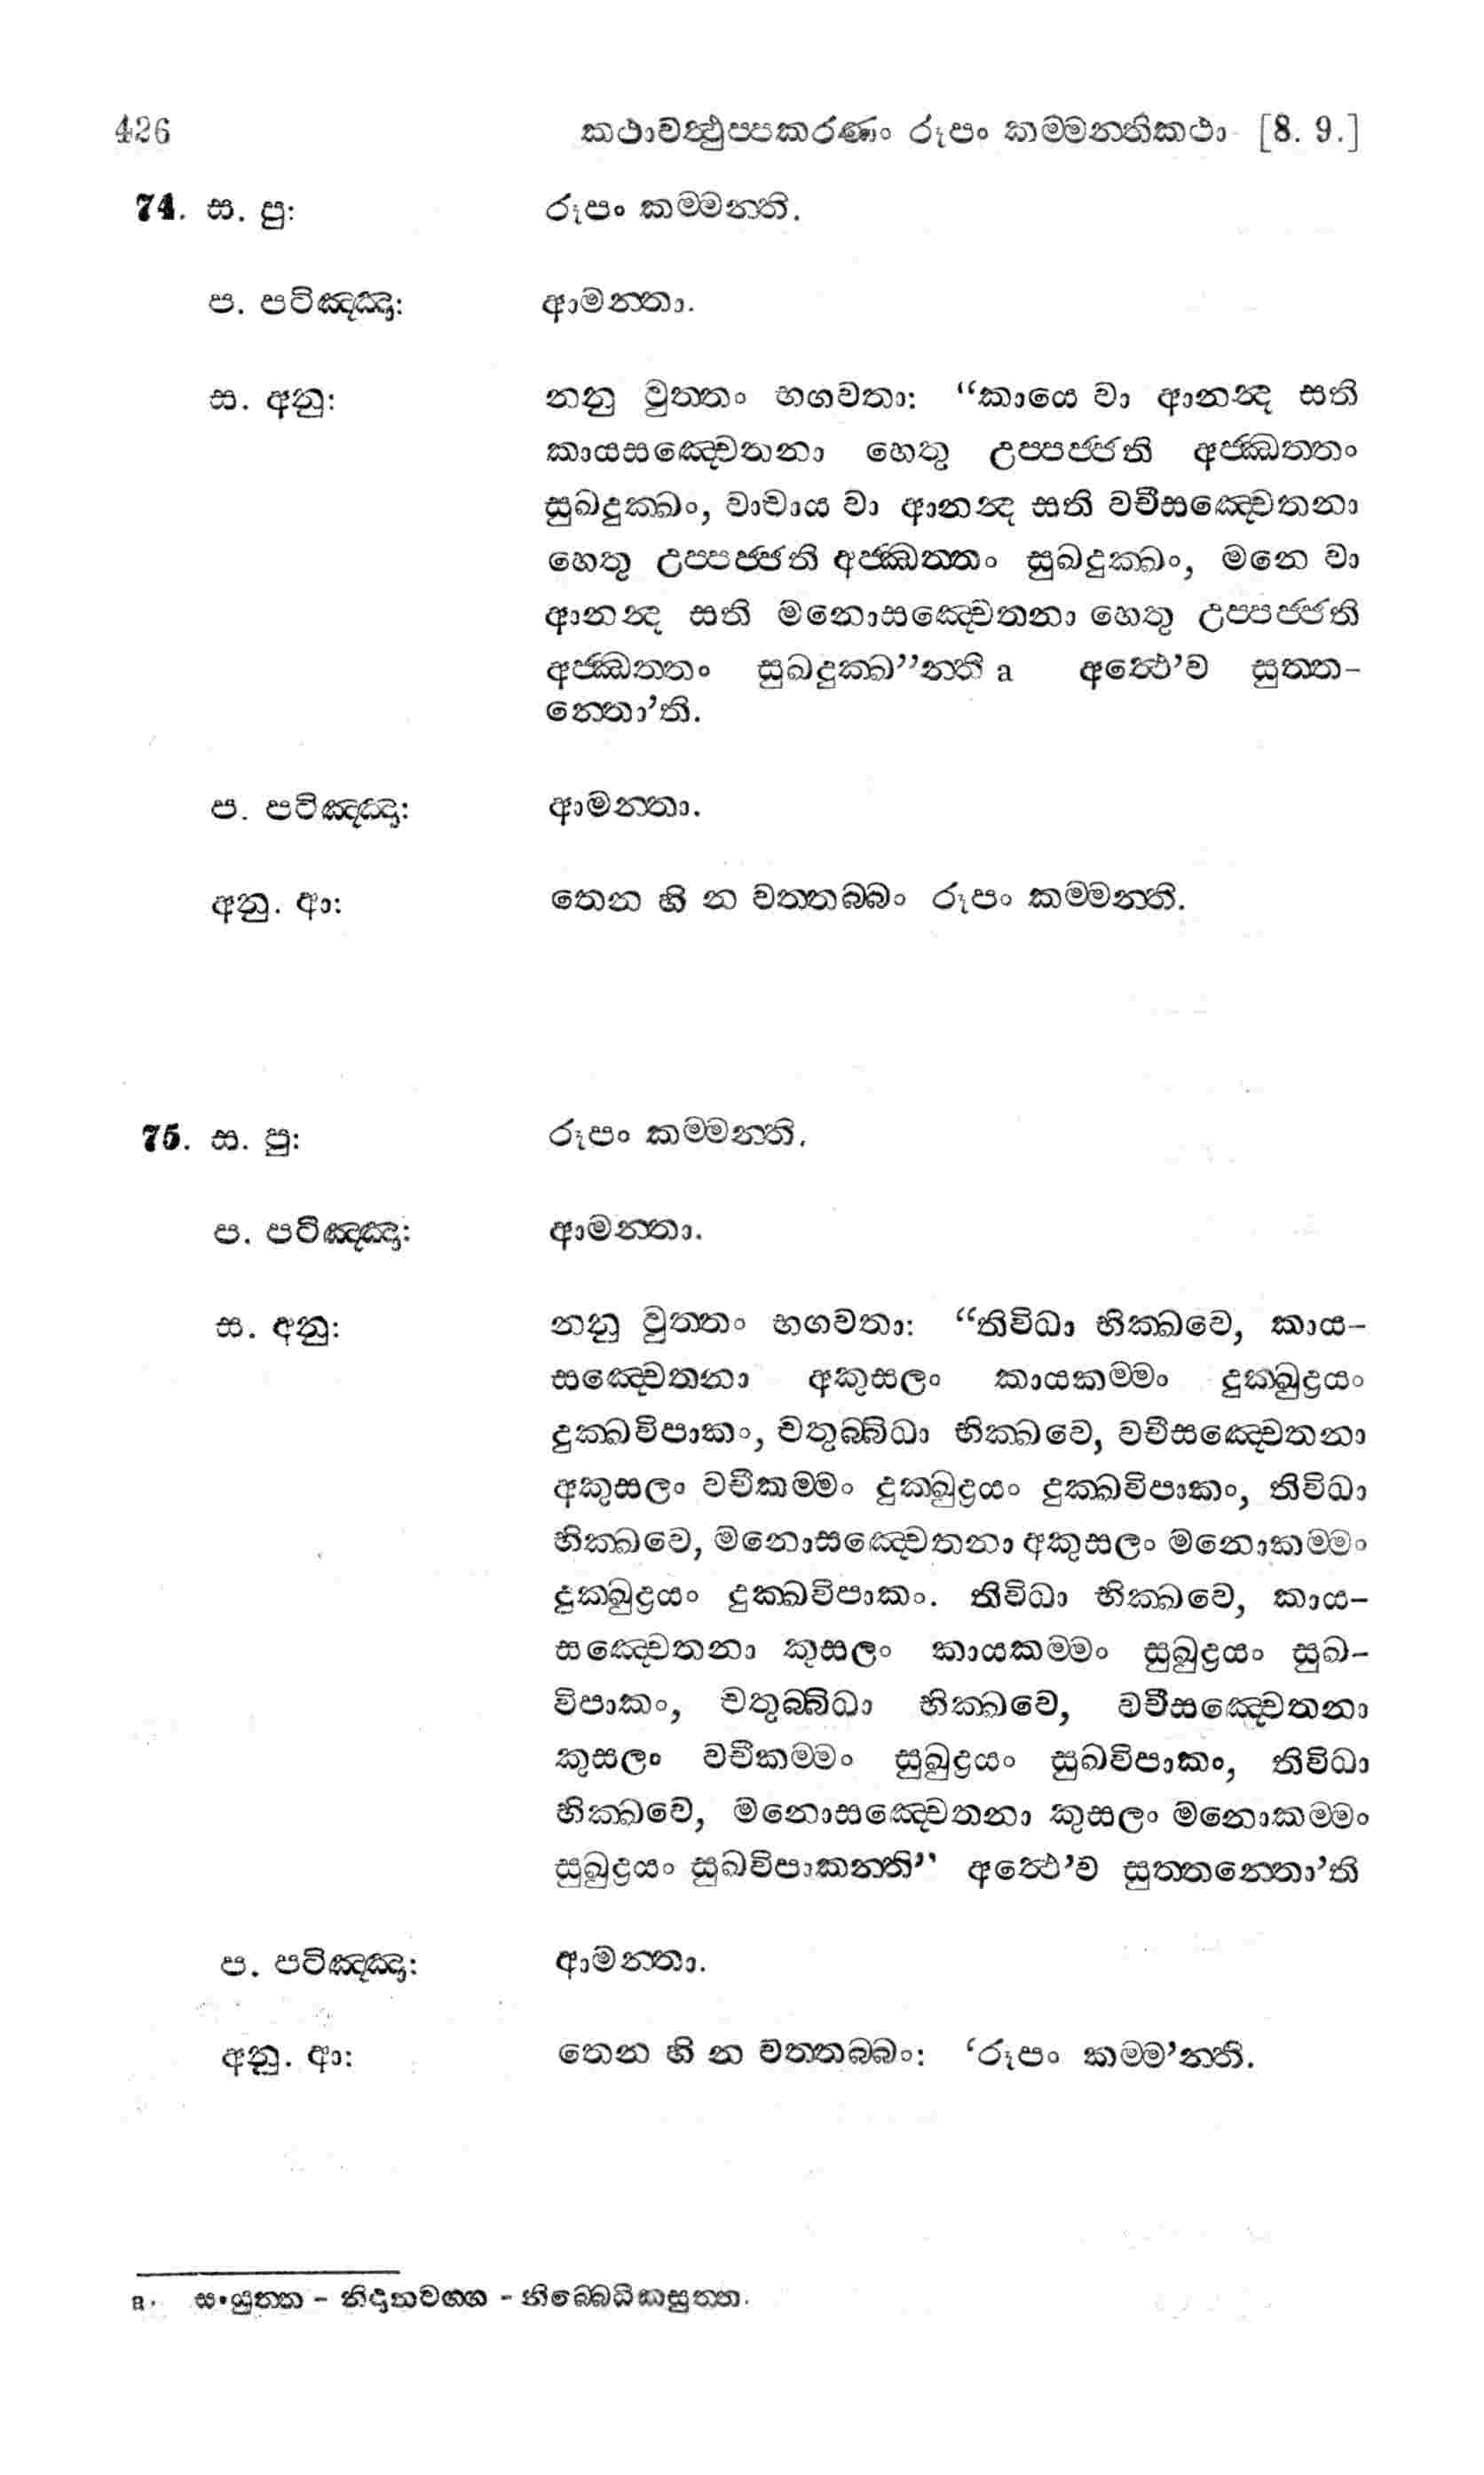 426 කථාවත්ථුප්පකරණං රූපං කම්මන්තිකථා [8. 9.]
74. ස. පු: රූපං කම්මන්ති.
ප. පටිඤ්ඤා: ආමන්තා.
ස. අනු: නනු වුත්තං භගවතා: “කායෙ වා ආනන්ද සති
කායසඤ්චෙතනා හෙතු උප්පජ්ජති අජ්ඣත්තං
සුඛදුක්ඛං, වාචාය වා ආනන්ද සති වචීසඤ්චෙතනා
හෙතු උප්පජ්ජති අජ්ඣත්තං සුඛදුක්ඛං, මනෙ වා
ආනන්ද සති මනොසඤ්චෙතනා හෙතු උප්පජ්ජති
අජ්ඣත්තං සුඛදුක්ඛ”න්ති a අත්ථෙ’ව සුත්ත-
න්තො’ති.
ප. පටිඤ්ඤා: ආමන්තා.
අනු. ආ: තෙන හි න වත්තබ්බං රූපං කම්මන්ති.
75. ස. පු: රූපං කම්මන්ති.
ප. පටිඤ්ඤා: ආමන්තා.
ස. අනු: නනු වුත්තං භගවතා: “තිවිධා භික්ඛවෙ, කාය-
සඤ්චෙතනා අකුසලං කායකම්මං දුක්ඛුද්‍රයං
දුක්ඛවිපාකං, චතුබ්බිධා භික්ඛවෙ, වචීසඤ්චෙතනා
අකුසලං වචීකම්මං දුක්ඛුද්‍රයං දුක්ඛවිපාකං, තිවිධා
භික්ඛවෙ, මනොසඤ්චෙතනා අකුසලං මනොකම්මං
දුක්ඛුද්‍රයං දුක්ඛවිපාකං. තිවිධා භික්ඛවෙ, කාය-
සඤ්චෙතනා කුසලං කායකම්මං සුඛුද්‍රයං සුඛ-
විපාකං, චතුබ්බිධා භික්ඛවෙ, වචීසඤ්චෙතනා
කුසලං වචීකම්මං සුඛුද්‍රයං සුඛවිපාකං, තිවිධා
භික්ඛවෙ, මනොසඤ්චෙතනා කුසලං මනොකම්මං
සුඛුද්‍රයං සුඛවිපාකන්ති” අත්ථෙ’ව සුත්තන්තො’ති
ප. පටිඤ්ඤා: ආමන්තා.
අනු. ආ: තෙන හි න වත්තබ්බං: ‘රූපං කම්ම’න්ති.
a. සංයුත්ත - නිදානවග්ග - නිබ්බෙධිකසුත්ත.